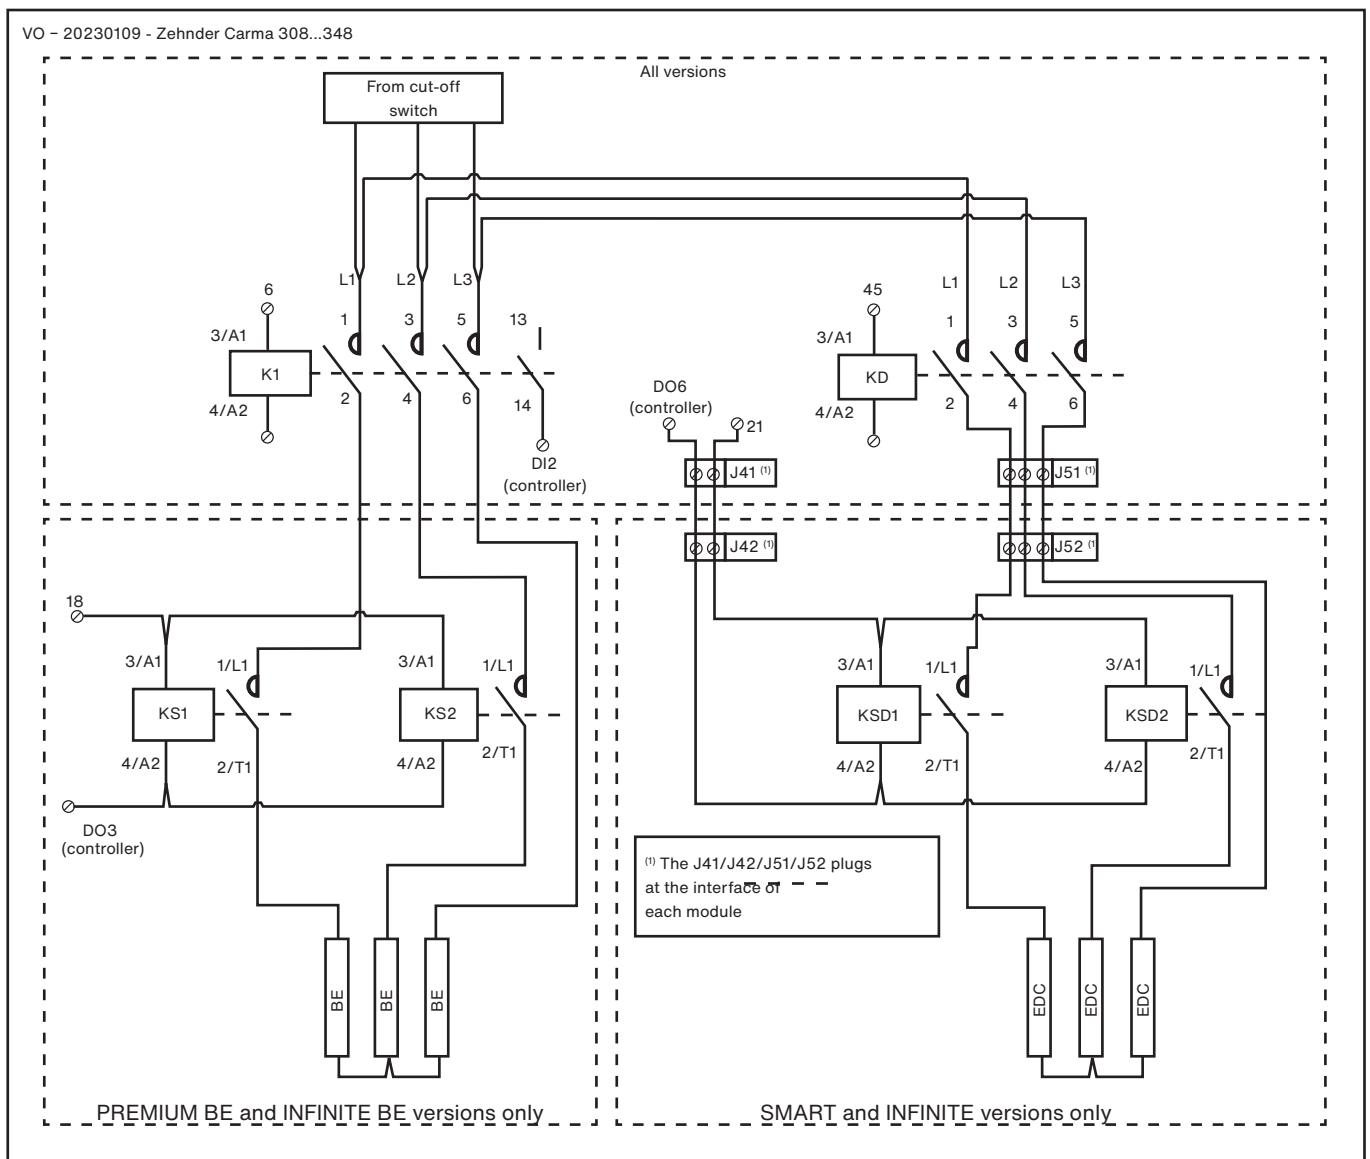 VO – 20230109 - Zehnder Carma 308...348
All versions
From cut-off
switch
L1
L2
L3
L1
L2
L3
6
1
3
5
13
45
1
3
5
3/A1
3/A1
K1
KD
4/A2
2
4
6
14
4/A2
2
4
6
DO6
(controller)
21
DI2
(controller)
J41 (1)
J51 (1)
J42 (1)
J52 (1
18
3/A1
1/L1
3/A1
1/L1
3/A1
1/L1
3/A1
1/L1
KS1
KS2
KSD1
KSD2
4/A2
2/T1
4/A2
2/T1
4/A2
2/T1
4/A2
2/T1
DO3
(controller)
(1) The J41/J42/J51/J52 plugs
at the interface of
each module
BE
BE
BE
EDC
EDC
EDC
PREMIUM BE and INFINITE BE versions only
SMART and INFINITE versions only